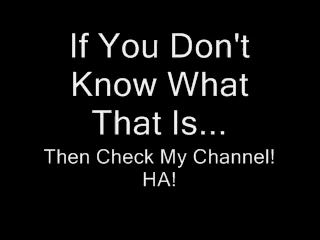 If You Don't
Know What
That Is...
Then Check My Channel!
HA!